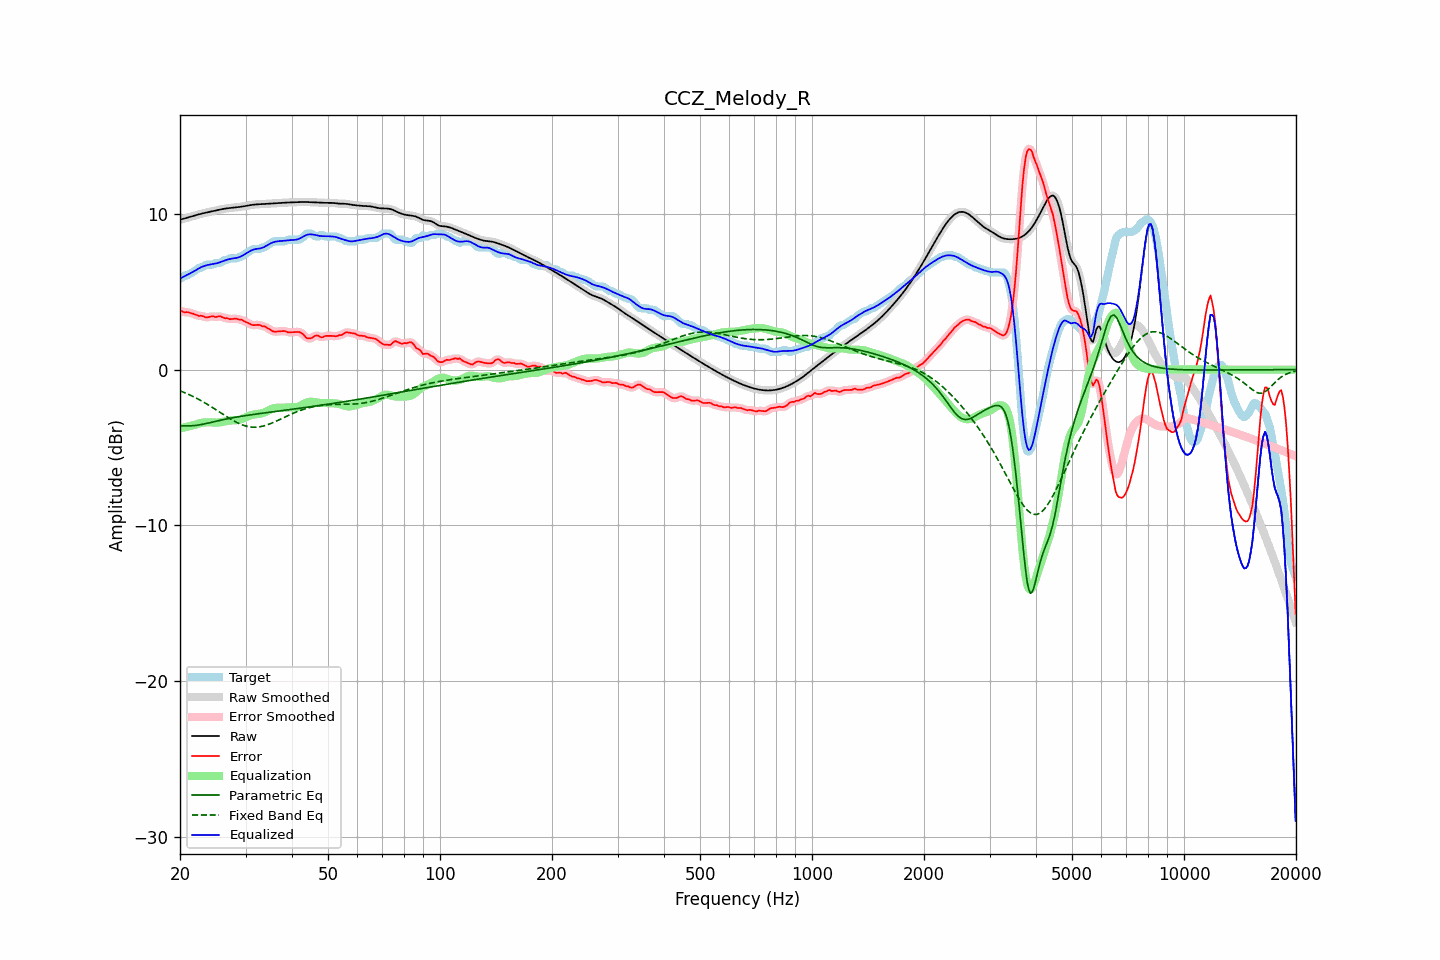 CCZ_Melody_R
10
0
−10
−20
−30
Amplitude (dBr)
Target
Raw Smoothed
Error Smoothed
Raw
Error
Equalization
Parametric Eq
Fixed Band Eq
Equalized
20 50 100 200 500 1000 2000 5000 10000 20000
Frequency (Hz)